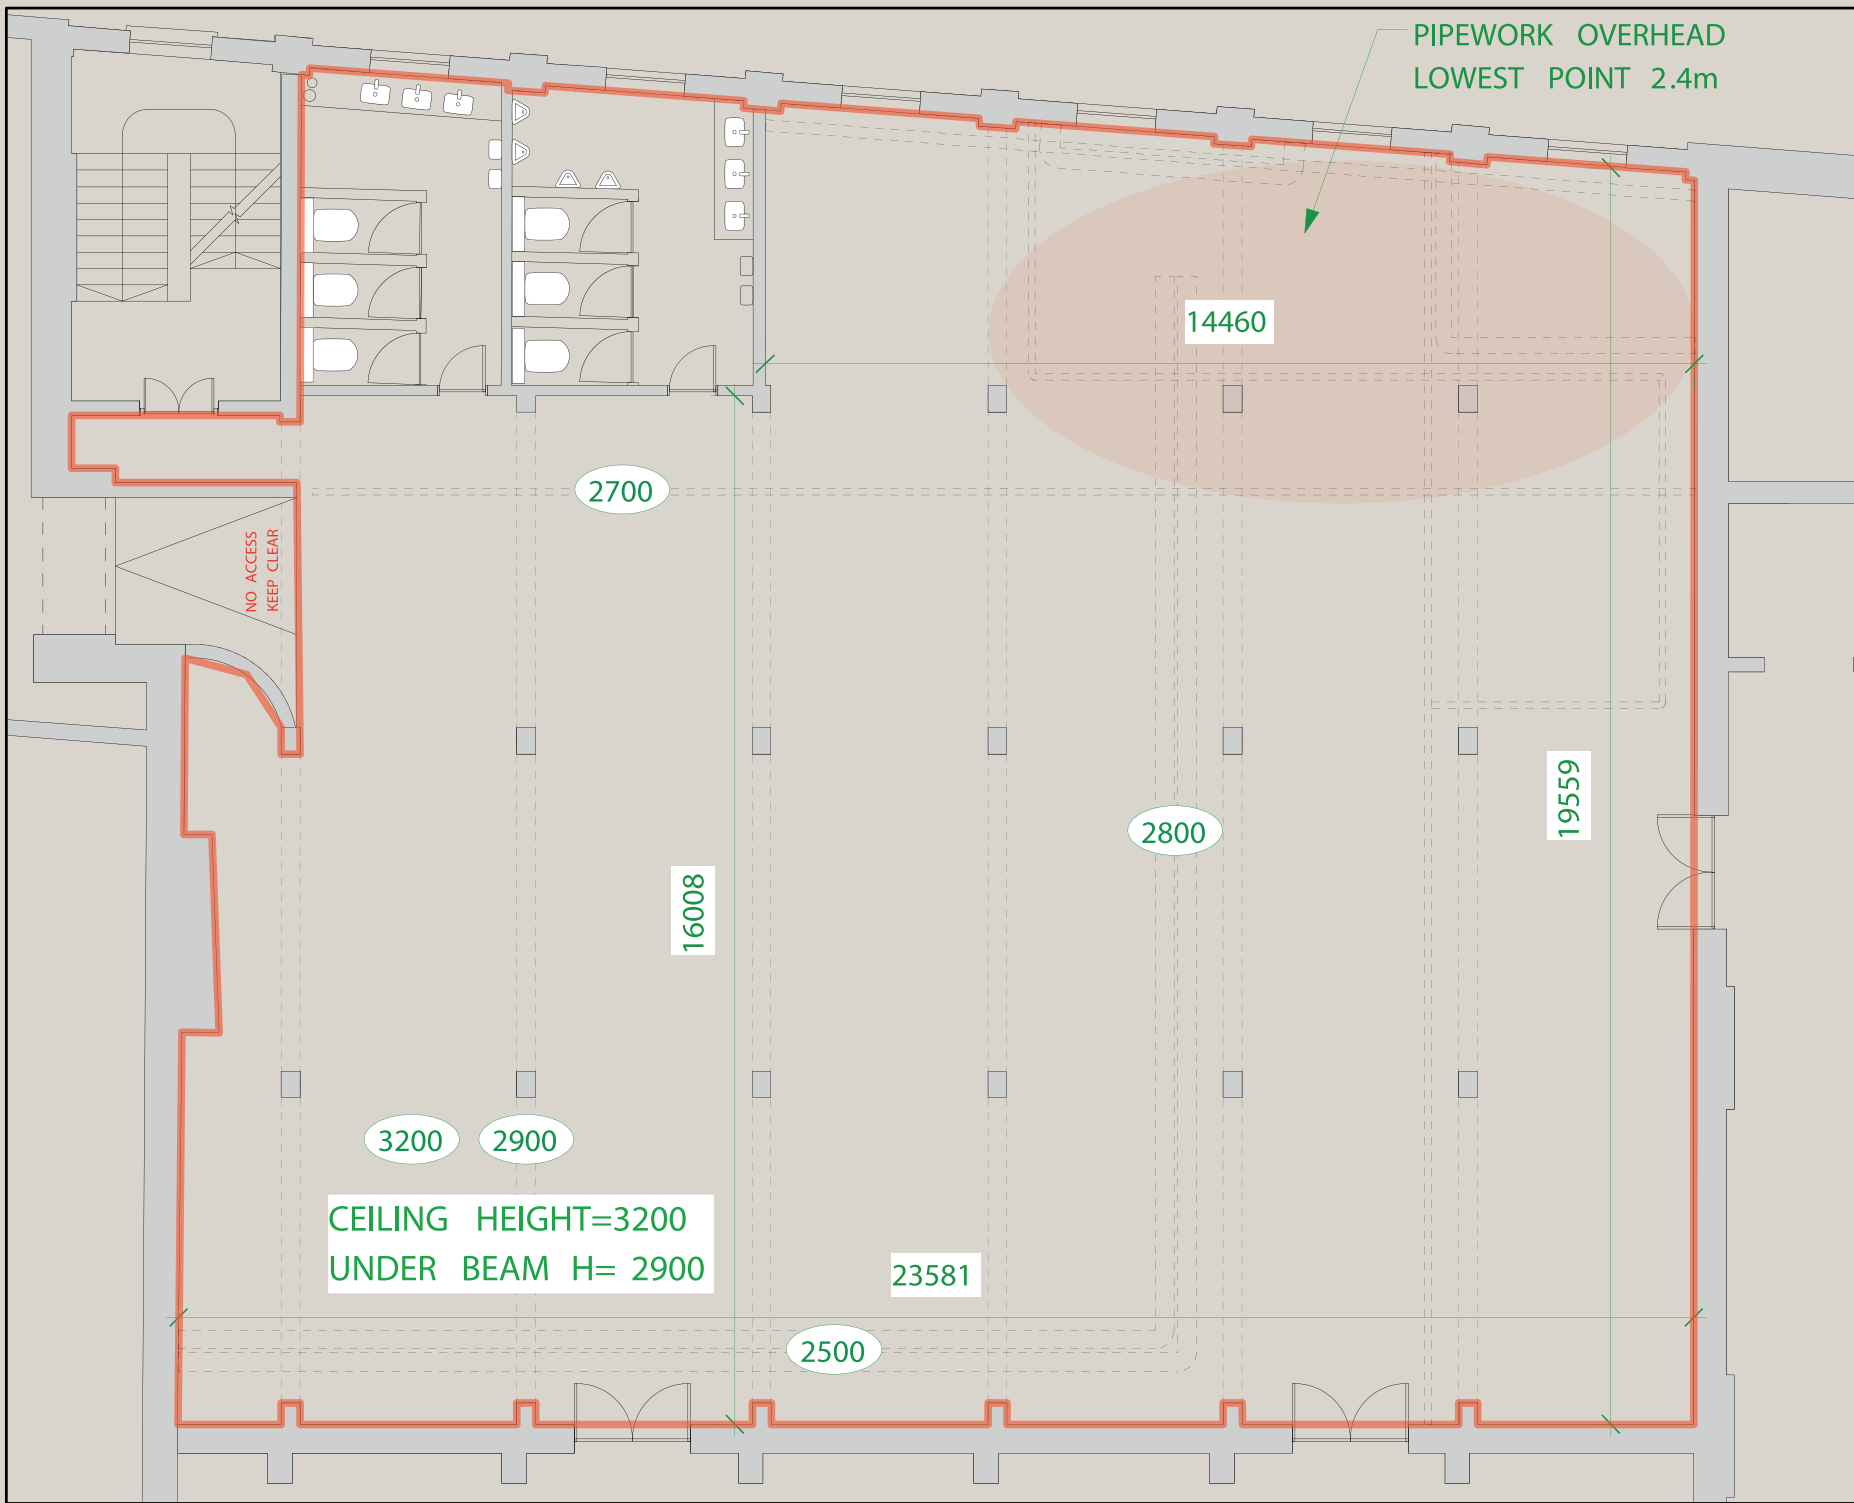 PIPEWORK OVERHEAD
LOWEST POINT 2.4m
14460
2700
NO ACCESS
KEEP CLEAR
19559
2800
16008
3200
2900
CEILING HEIGHT=3200
UNDER BEAM H= 2900
23581
2500